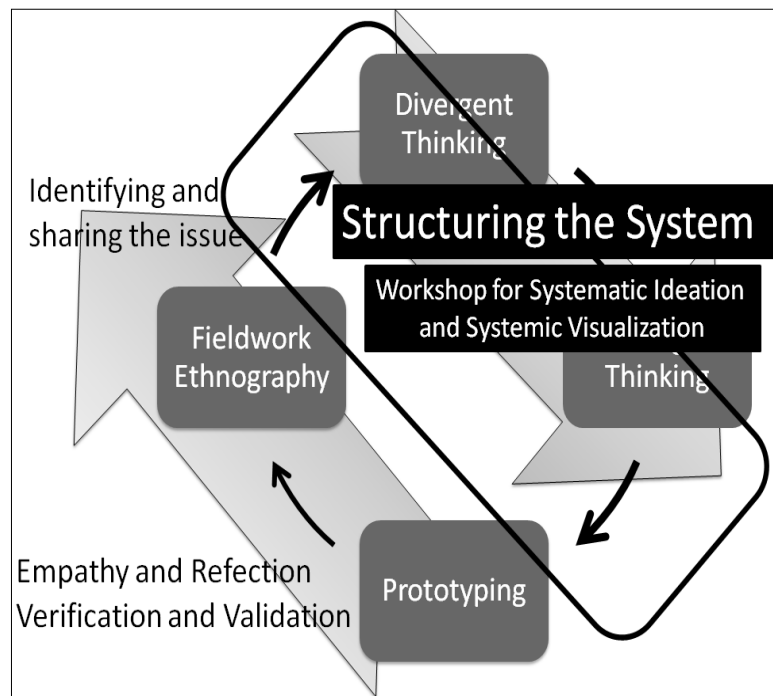 Divergent
Thinking
Identifying and
sharing the issue
Structuring the System
Workshop for Systematic Ideation
and Systemic Visualization
Fieldwork
Ethnography
Thinking
Empathy and Refection
Verification and Validation
Prototyping